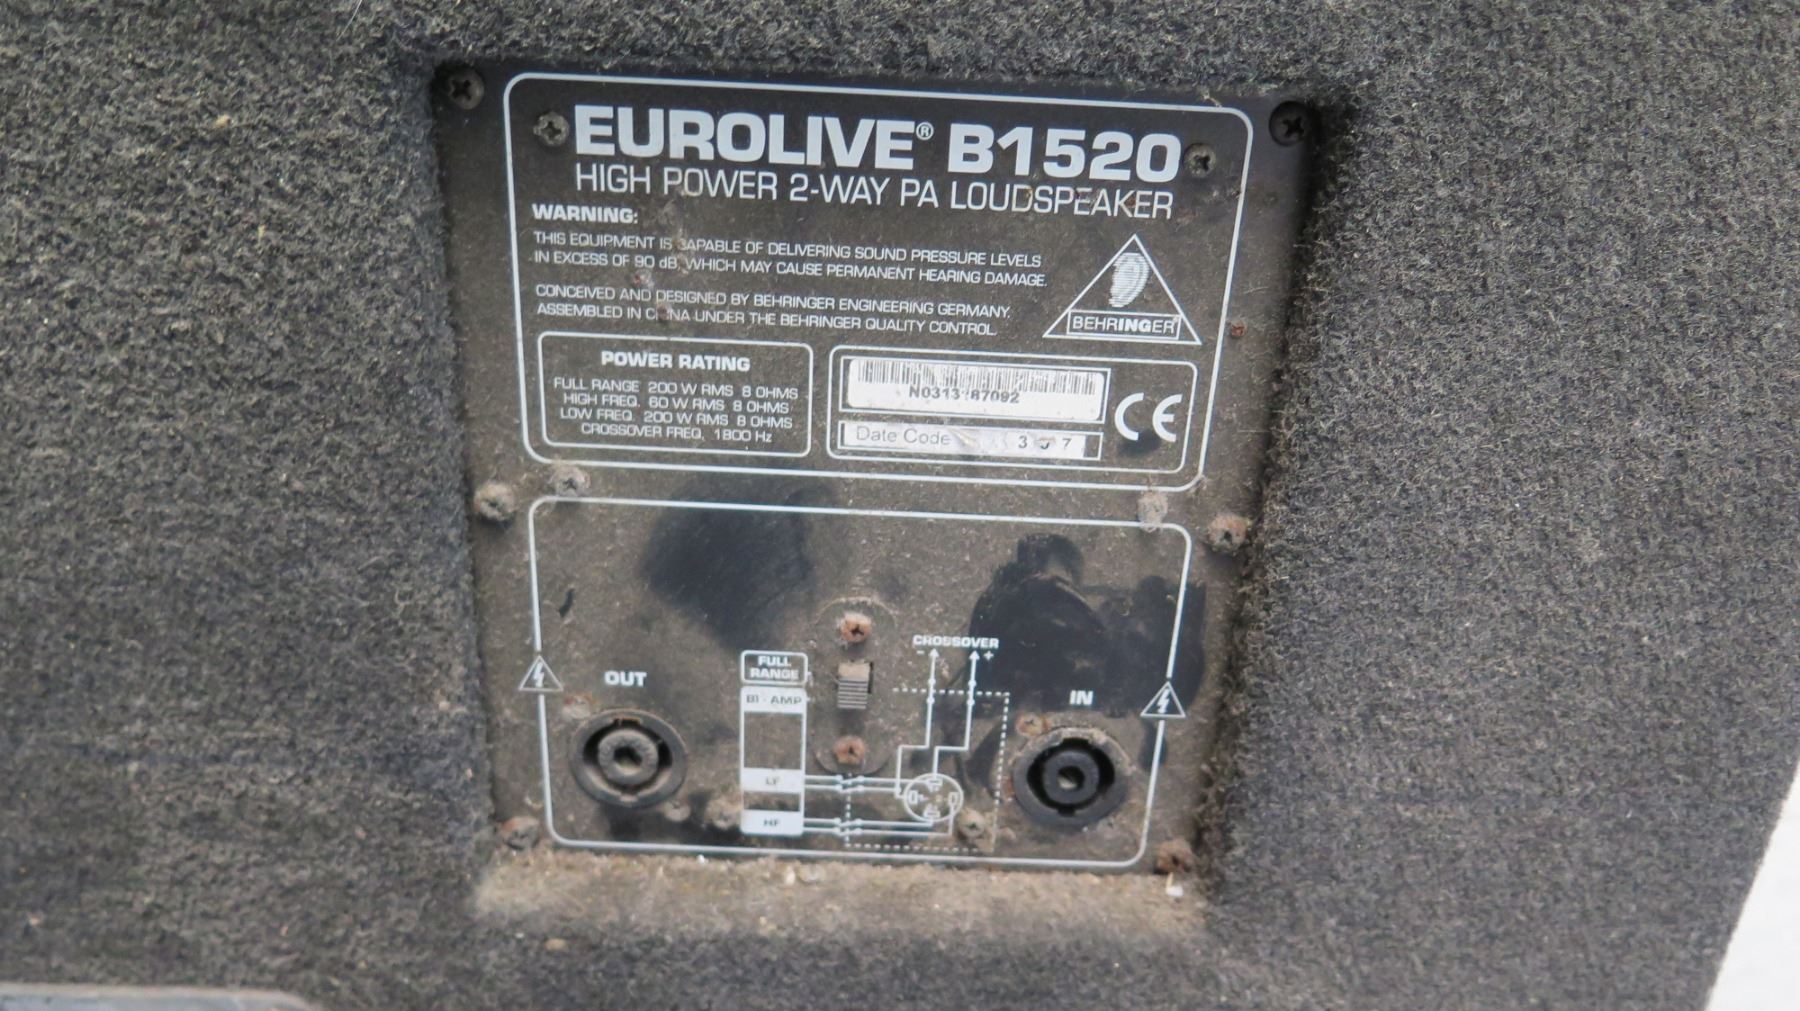 EUROLIVE® B1520
HIGH POWER 2-WAY PA LOUDSPEAKER
WARNING:
THIS EQUIPMENT IS CAPABLE OF DELIVERING SOUND PRESSURE LEVELS
IN EXCESS OF 90 dB, WHICH MAY CAUSE PERMANENT HEARING DAMAGE.
CONCEIVED AND DESIGNED BY BEHRINGER ENGINEERING GERMANY.
ASSEMBLED IN CHINA UNDER THE BEHRINGER QUALITY CONTROL.
BEHRINGER
POWER RATING
FULL RANGE 200 W RMS 8 OHMS
HIGH FREQ. 60 W RMS 8 OHMS
LOW FREQ. 200 W RMS 8 OHMS
CROSSOVER FREQ. 1800 Hz
Date Code
CE
CROSSOVER
- +
FULL
RANGE
BI-AMP
LF
HF
OUT
IN